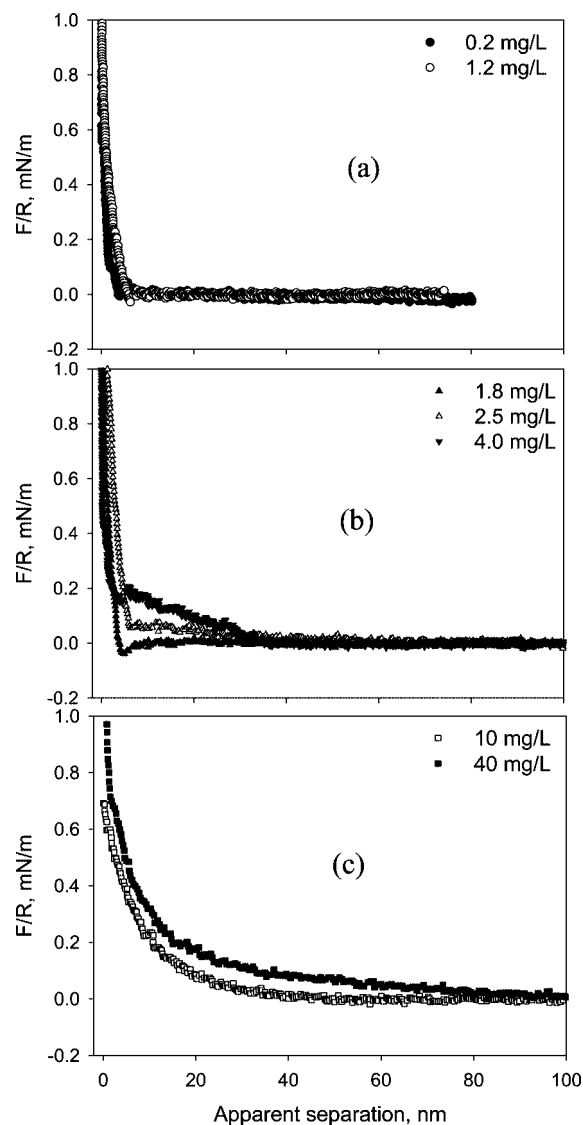 1.0
0.8
0.6
0.4
0.2
0.0
-0.2
F/R, mN/m
0.2 mg/L
1.2 mg/L
(a)
1.0
0.8
0.6
0.4
0.2
0.0
-0.2
F/R, mN/m
1.8 mg/L
2.5 mg/L
4.0 mg/L
(b)
1.0
0.8
0.6
0.4
0.2
0.0
-0.2
F/R, mN/m
10 mg/L
40 mg/L
(c)
0 20 40 60 80 100
Apparent separation, nm